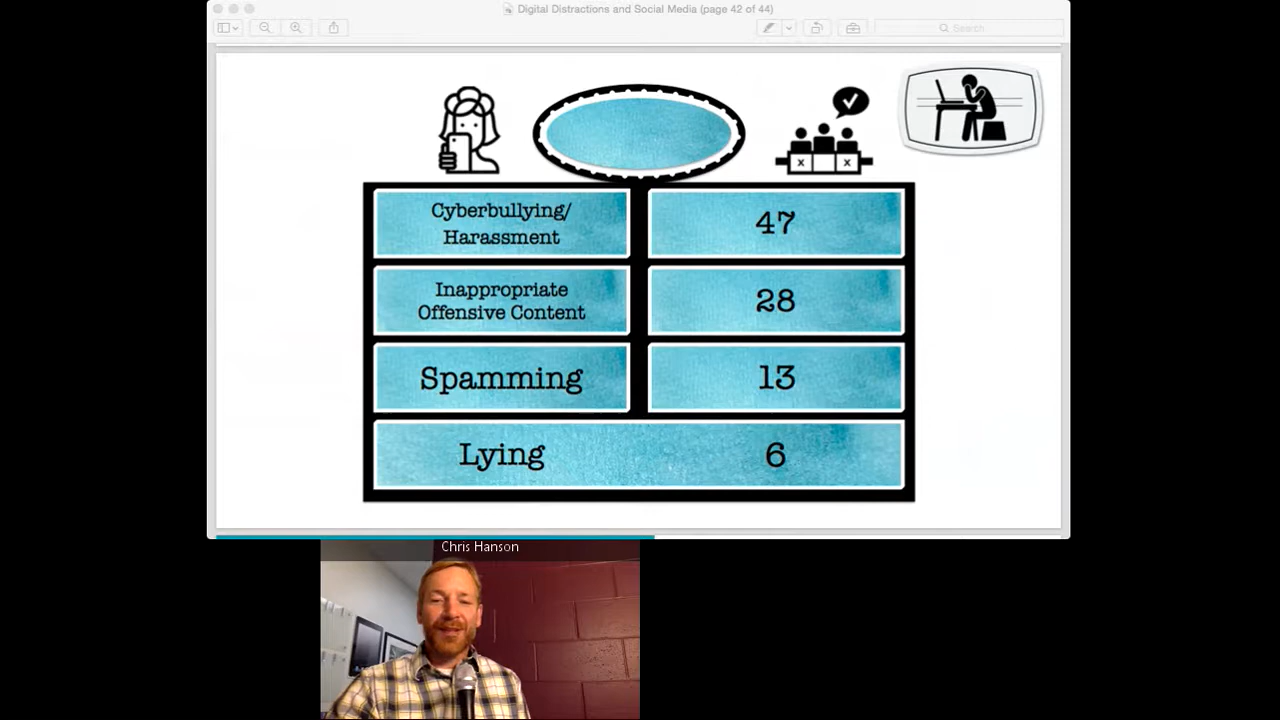 Digital Distractions and Social Media (page 42 of 44)
Search
Cyberbullying/
Harassment
47
Inappropriate
Offensive Content
28
Spamming
13
Lying
6
Chris Hanson